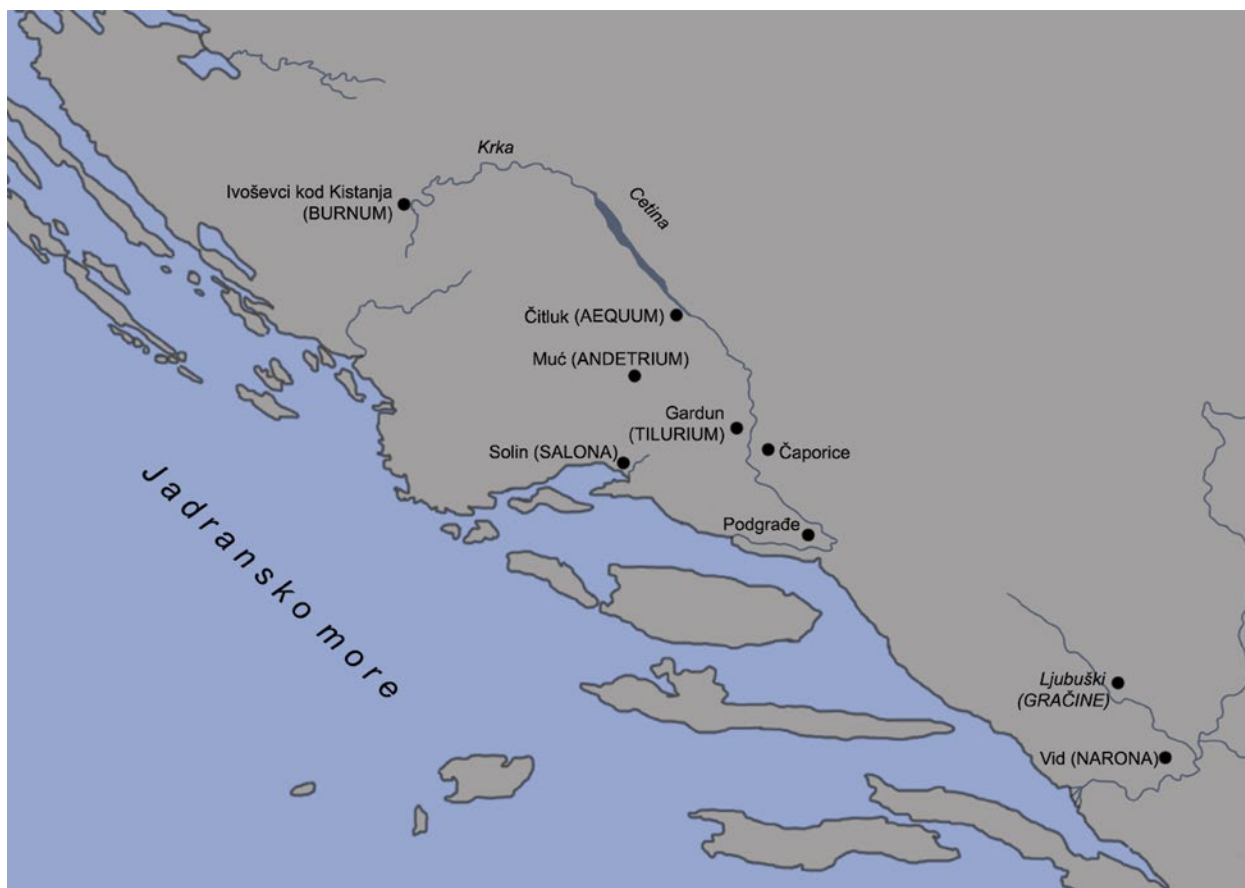 Krka
Cetina
Ivoševci kod Kistanja
(BURNUM)
Čitluk (AEQUUM)
Muć (ANDETRIUM)
Gardun
(TILURIUM)
Čaporice
Solin (SALONA)
Podgrađe
Jadransko more
Ljubuški
(GRAČINE)
Vid (NARONA)